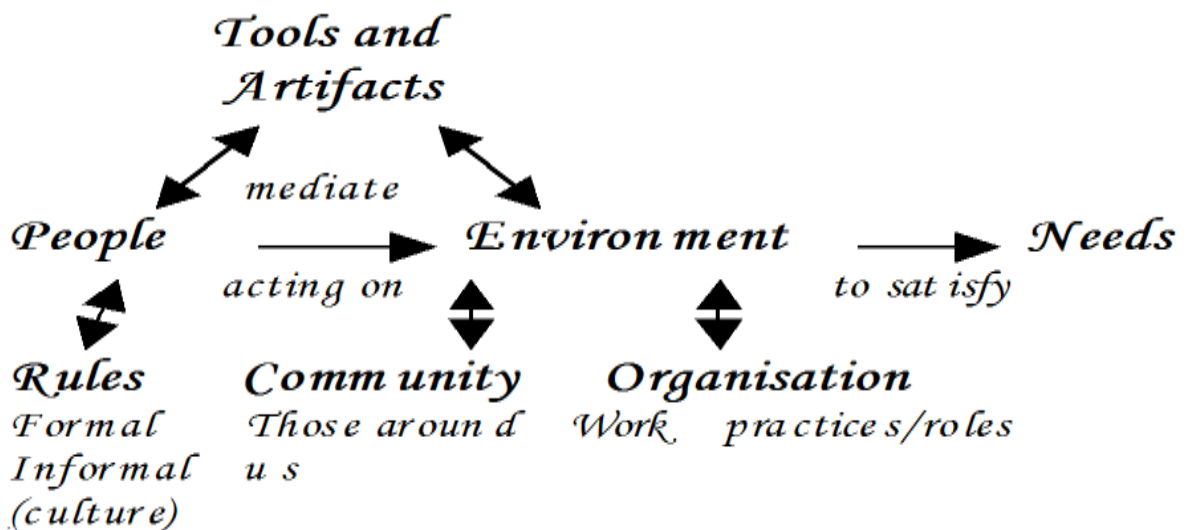 Tools and
Artifacts
mediate
People
Environment
Needs
acting on
to satisfy
Rules
Community
Organisation
Formal
Those around
Work practices/roles
Informal
us
(culture)